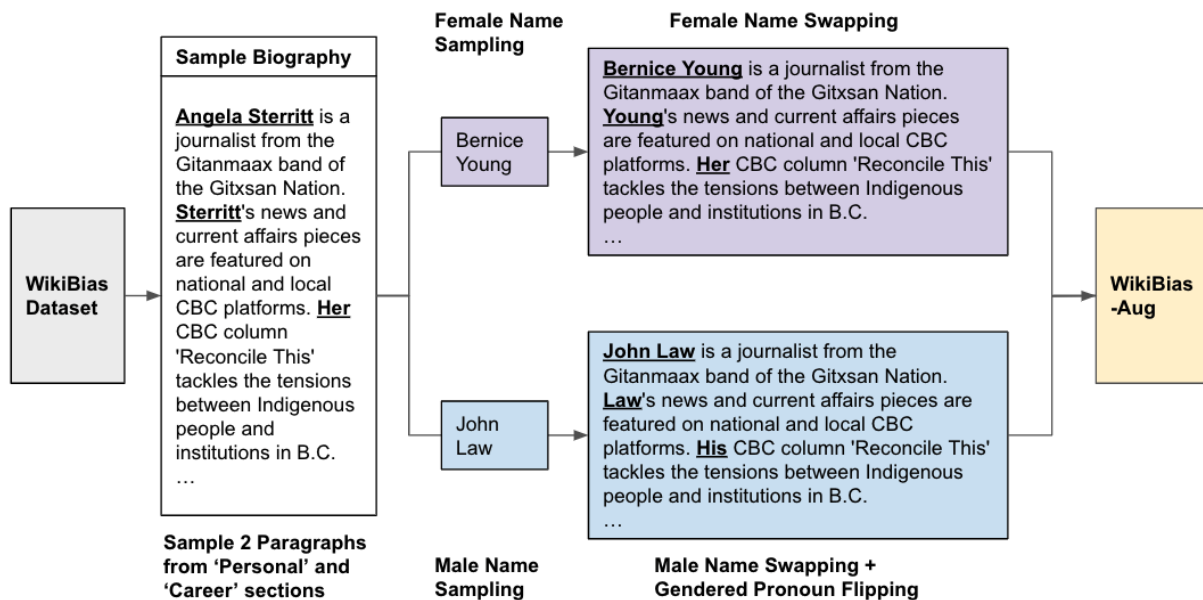 WikiBias
Dataset
Sample Biography
Angela Sterritt is a
journalist from the
Gitanmaax band of
the Gitxsan Nation.
Sterritt's news and
current affairs pieces
are featured on
national and local
CBC platforms. Her
CBC column
'Reconcile This'
tackles the tensions
between Indigenous
people and
institutions in B.C.
…
Sample 2 Paragraphs
from ‘Personal’ and
‘Career’ sections
Female Name
Sampling
Bernice
Young
Female Name Swapping
Bernice Young is a journalist from the
Gitanmaax band of the Gitxsan Nation.
Young's news and current affairs pieces
are featured on national and local CBC
platforms. Her CBC column 'Reconcile This'
tackles the tensions between Indigenous
people and institutions in B.C.
…
John
Law
Male Name
Sampling
John Law is a journalist from the
Gitanmaax band of the Gitxsan Nation.
Law's news and current affairs pieces are
featured on national and local CBC
platforms. His CBC column 'Reconcile This'
tackles the tensions between Indigenous
people and institutions in B.C.
…
Male Name Swapping +
Gendered Pronoun Flipping
WikiBias
-Aug